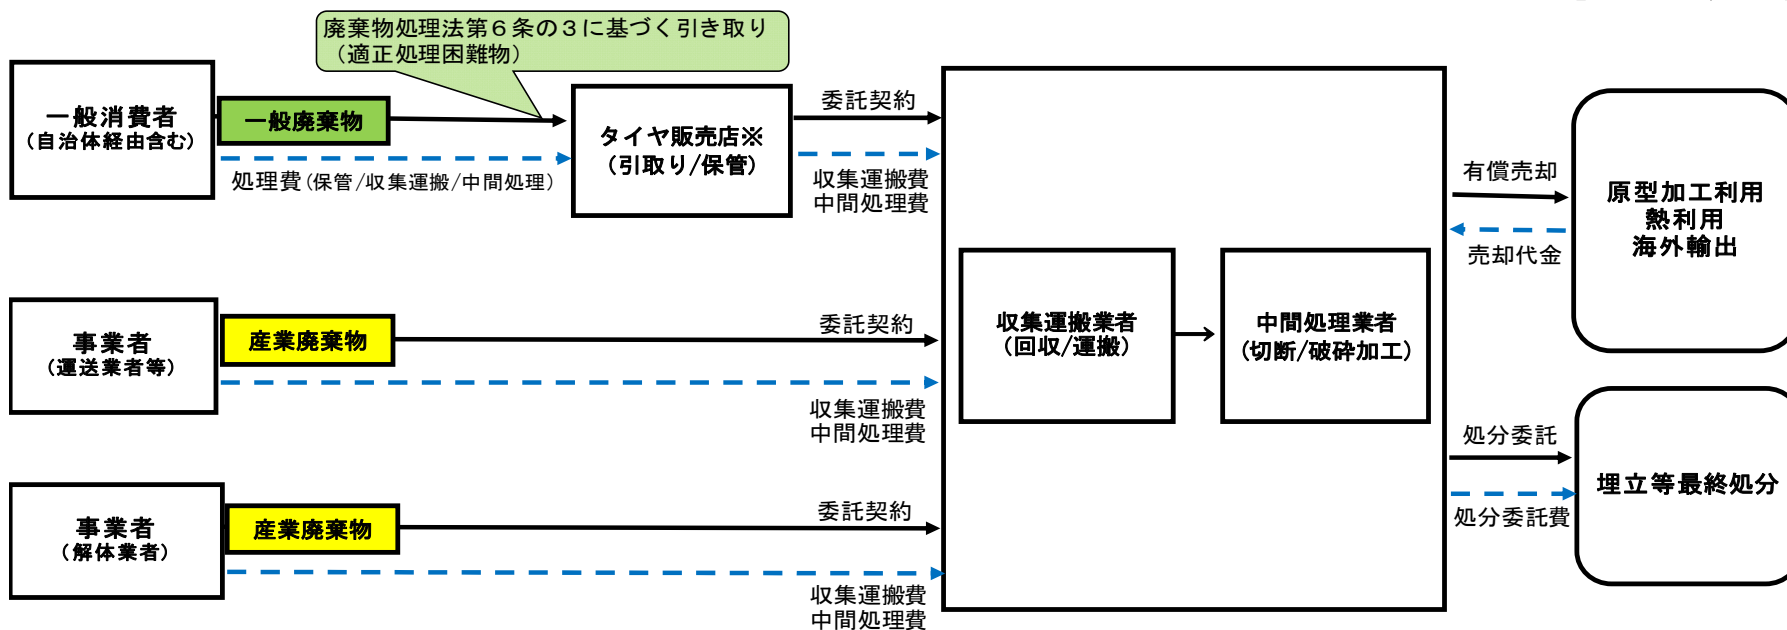 廃棄物処理法第６条の３に基づく引き取り
（適正処理困難物）
一般消費者
（自治体経由含む）
一般廃棄物
処理費（保管/収集運搬/中間処理）
タイヤ販売店※
（引取り/保管）
委託契約
収集運搬費
中間処理費
事業者
（運送業者等）
産業廃棄物
委託契約
収集運搬費
中間処理費
事業者
（解体業者）
産業廃棄物
委託契約
収集運搬費
中間処理費
収集運搬業者
（回収/運搬）
中間処理業者
（切断/破砕加工）
有償売却
売却代金
原型加工利用
熱利用
海外輸出
処分委託
処分委託費
埋立等最終処分